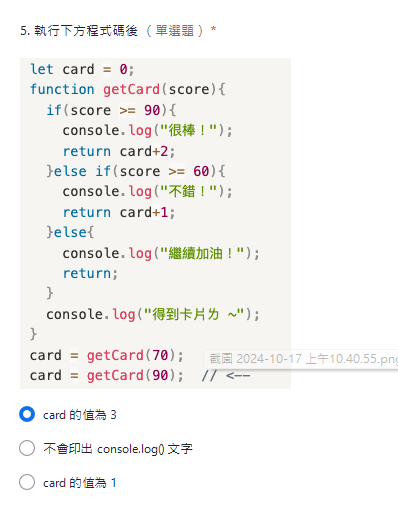 5. 執行下方程式碼後 （單選題） *
let card = 0;
function getCard(score){
if(score >= 90){
console.log("很棒！");
return card+2;
}else if(score >= 60){
console.log("不錯！");
return card+1;
}else{
console.log("繼續加油！");
return;
}
console.log("得到卡片ㄌ ~");
}
card = getCard(70);
截圖 2024-10-17 上午10.40.55.png
card = getCard(90);  // <--
card 的值為 3
不會印出 console.log() 文字
card 的值為 1